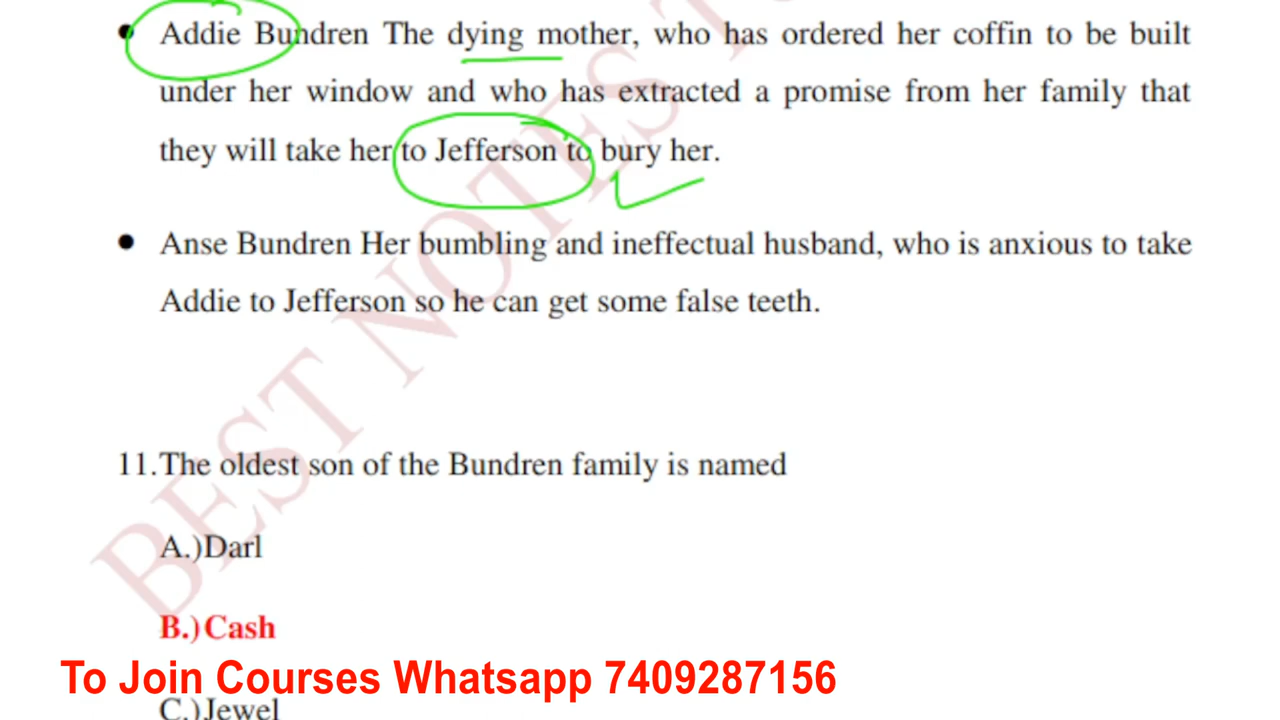 • Addie Bundren The dying mother, who has ordered her coffin to be built
under her window and who has extracted a promise from her family that
they will take her to Jefferson to bury her.
• Anse Bundren Her bumbling and ineffectual husband, who is anxious to take
Addie to Jefferson so he can get some false teeth.
11.The oldest son of the Bundren family is named
A.)Darl
B.)Cash
To Join Courses Whatsapp 7409287156
C.)Jewel
BEST NOTES